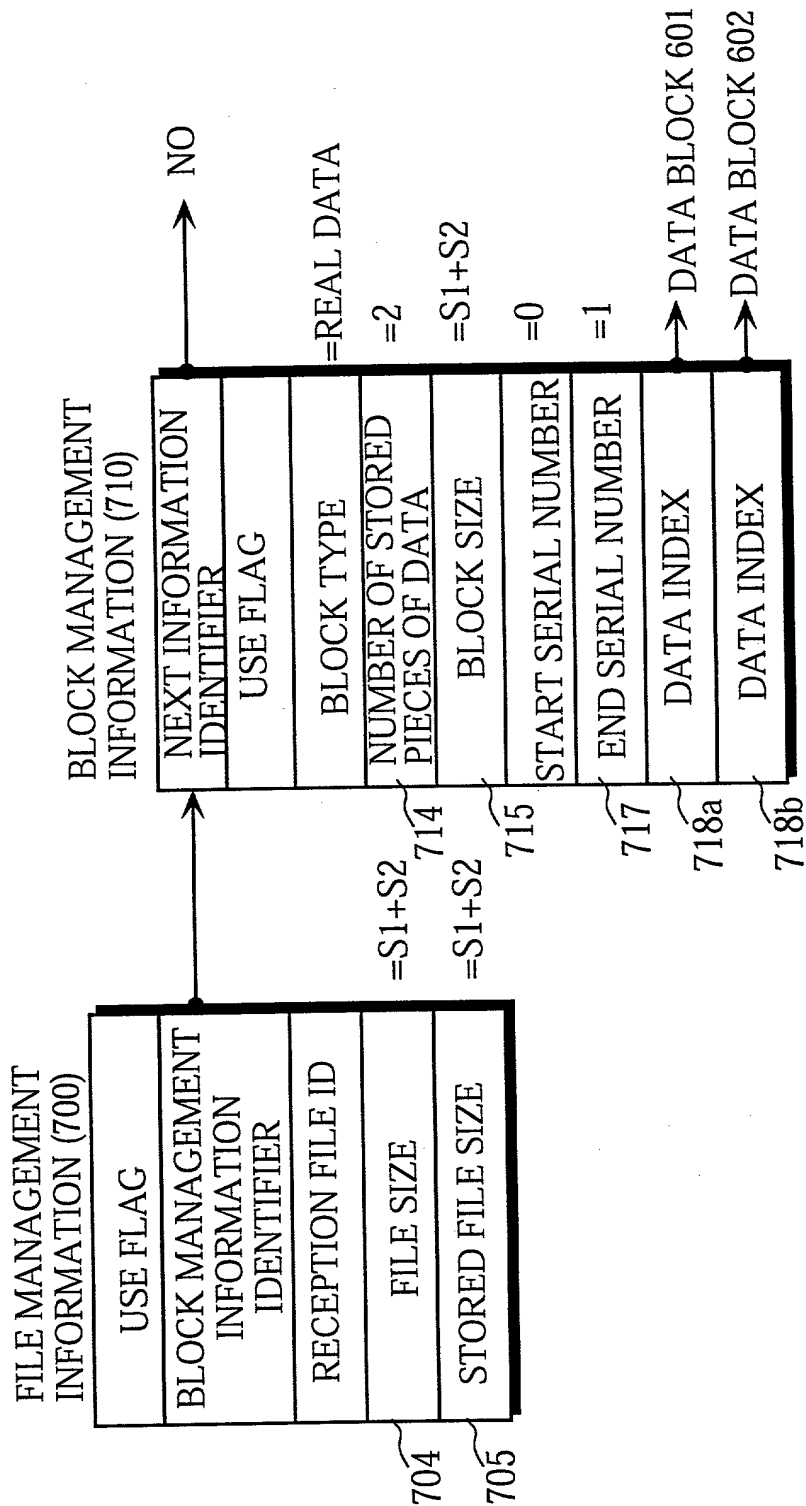 FILE MANAGEMENT
INFORMATION (700)
USE FLAG
BLOCK MANAGEMENT
INFORMATION
IDENTIFIER
RECEPTION FILE ID
704
FILE SIZE
=S1+S2
705
STORED FILE SIZE
=S1+S2
BLOCK MANAGEMENT
INFORMATION (710)
NEXT INFORMATION
IDENTIFIER
NO
USE FLAG
BLOCK TYPE
=REAL DATA
714
NUMBER OF STORED
PIECES OF DATA
=2
715
BLOCK SIZE
=S1+S2
START SERIAL NUMBER
=0
717
END SERIAL NUMBER
=1
718a
DATA INDEX
DATA BLOCK 601
718b
DATA INDEX
DATA BLOCK 602